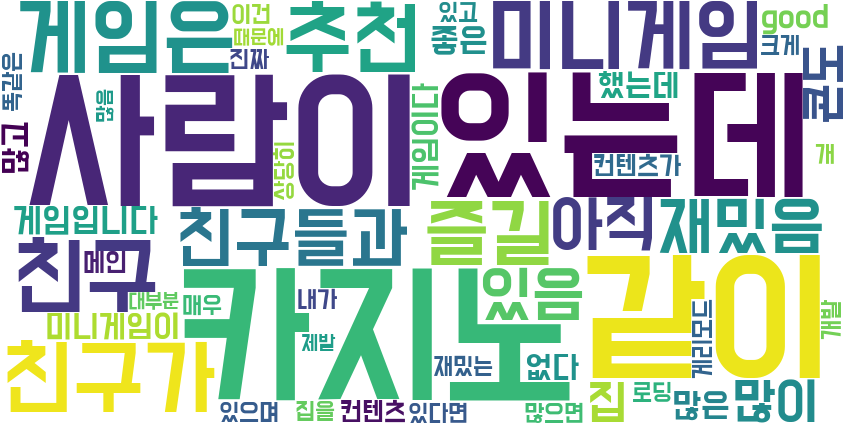 게임은
추천
이건
때문에
진짜
있고
좋은
미니게임
good
크게
도꾼
똑같은
많음
많고
사람이
있는데
게임이다
상당히
했는데
컨텐츠가
개
게임입니다
친구들과
즐길
아직
재밌음
친구
메인
카지노
있음
같이
대부분
매우
내가
미니게임이
제발
게리모드
개발
친구가
재밌는
없다
집
로딩
많은
많이
있으며
집을
컨텐츠
있다면
많으면